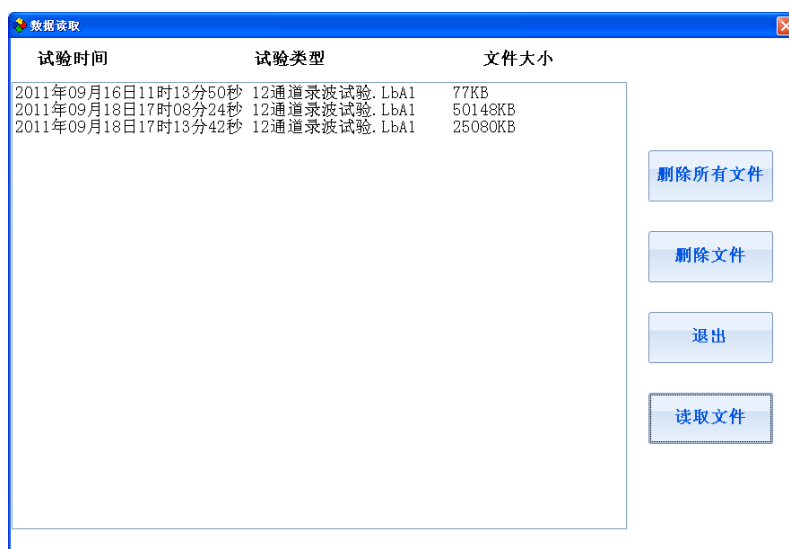 数据读取
试验时间 试验类型 文件大小
2011年09月16日11时13分50秒 12通道录波试验.LbA1 77KB
2011年09月18日17时08分24秒 12通道录波试验.LbA1 50148KB
2011年09月18日17时13分42秒 12通道录波试验.LbA1 25080KB
删除所有文件
删除文件
退出
读取文件